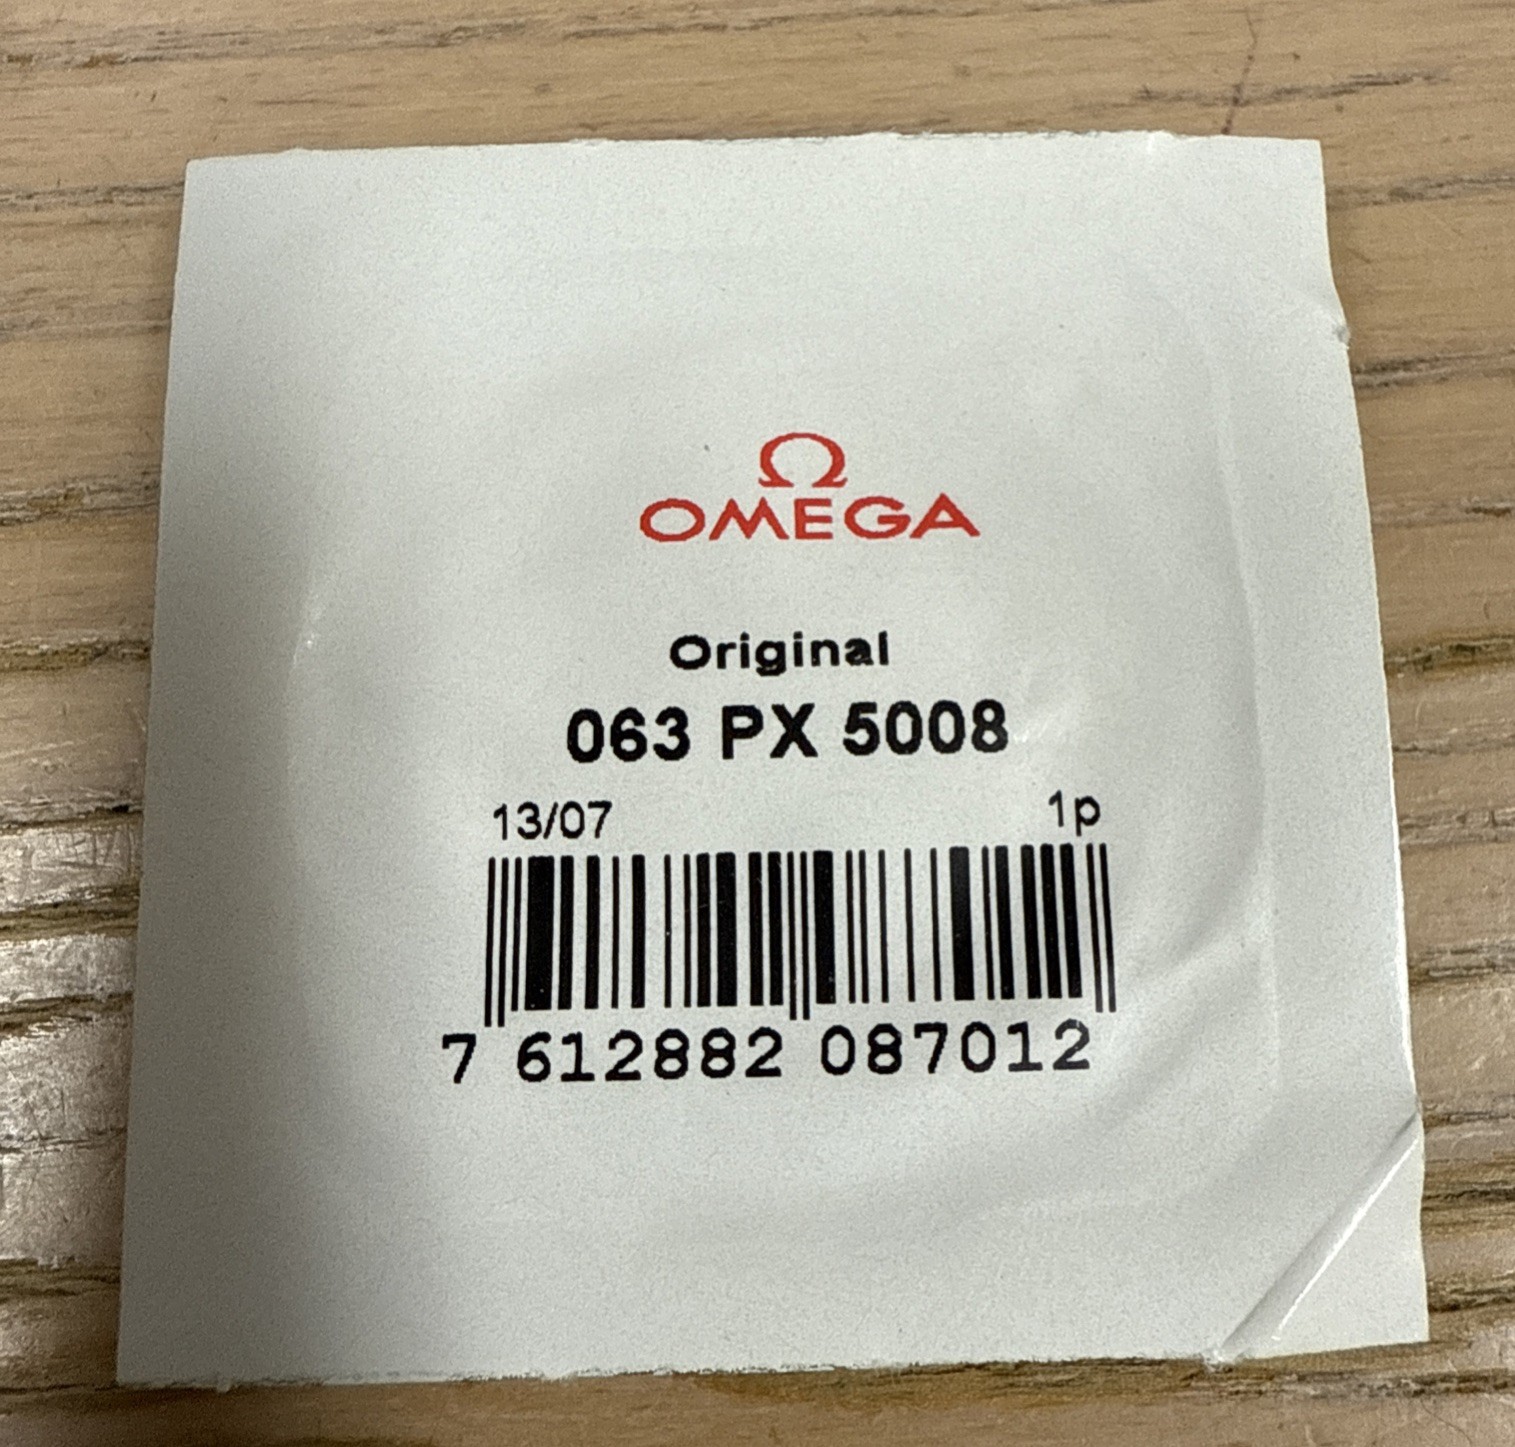 Ω
OMEGA
Original
063 PX 5008
13/07 1p
7 612882 087012